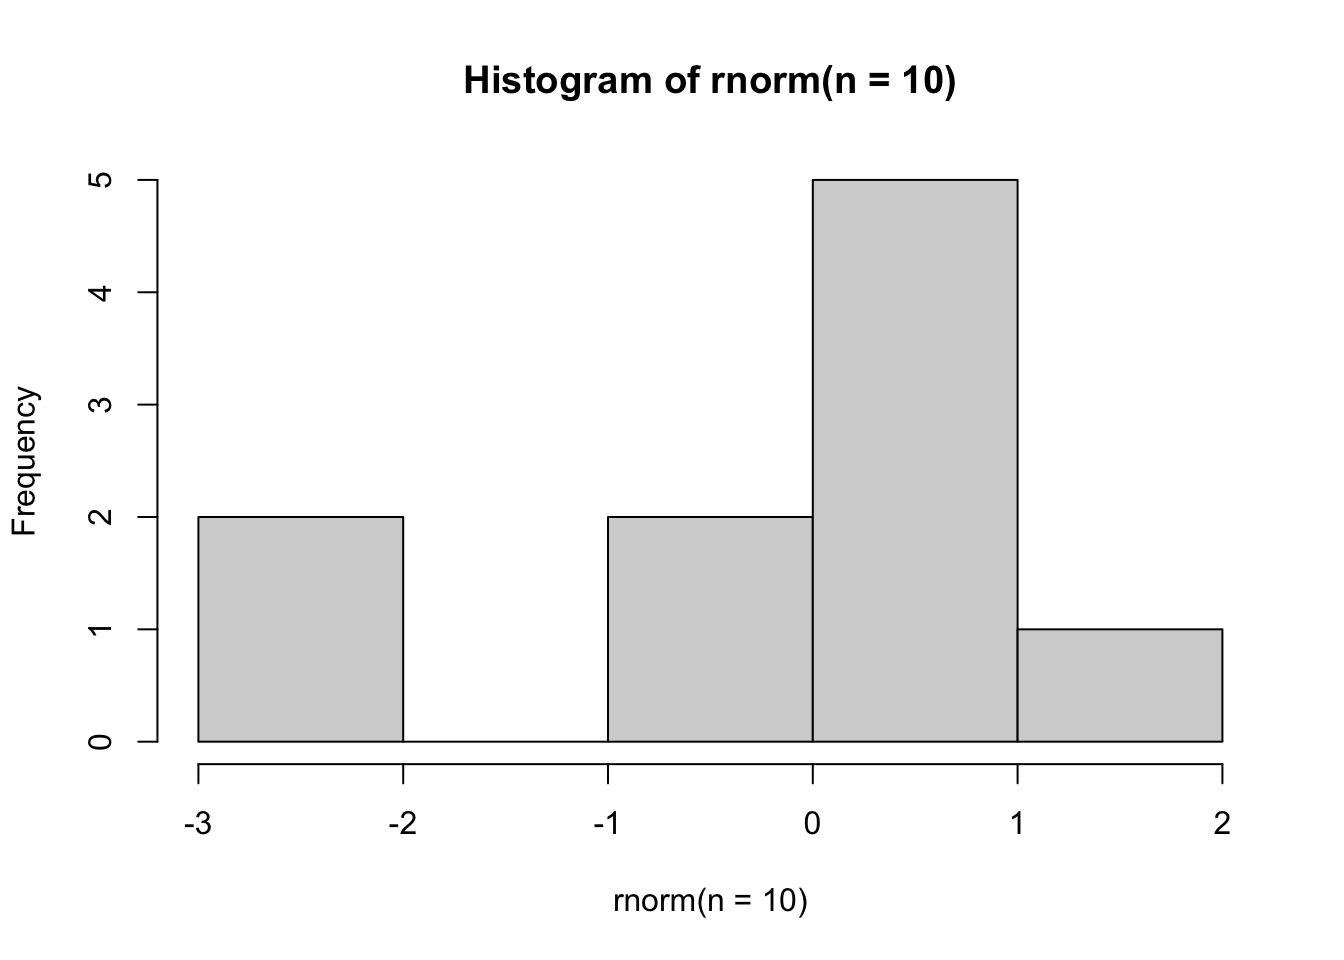 Histogram of rnorm(n = 10)
Frequency
5
4
3
2
1
0
-3 -2 -1 0 1 2
rnorm(n = 10)